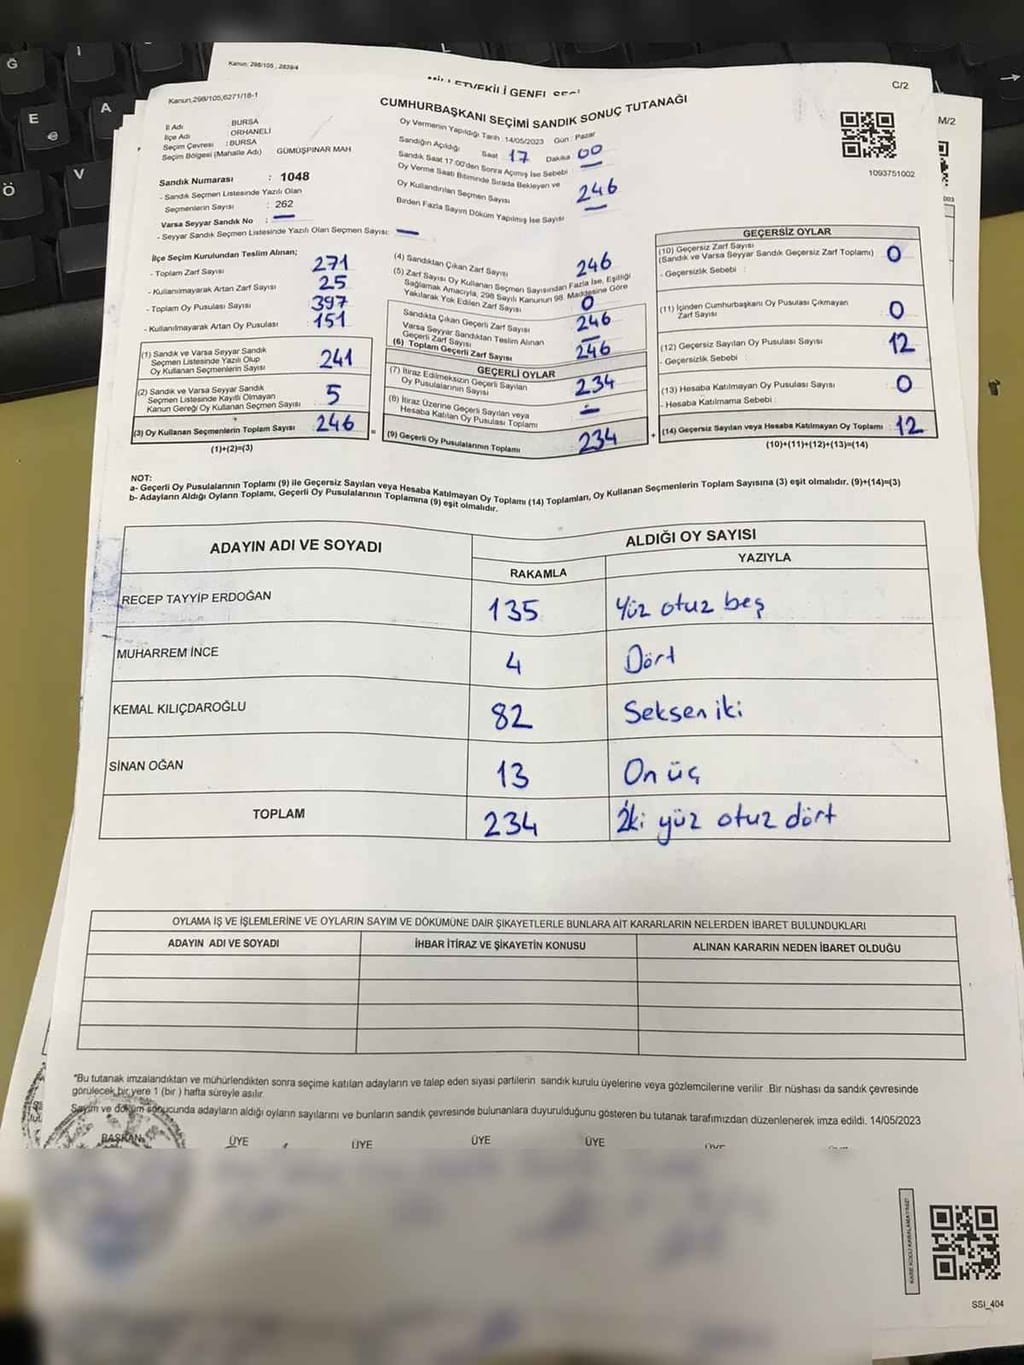 Kanun; 298/105, 2839/4
C/2
M/2
Kanun,298/105,6271/18-1
CUMHURBAŞKANI SEÇİMİ SANDIK SONUÇ TUTANAĞI
İl Adı : BURSA
İlçe Adı : ORHANELİ
Seçim Çevresi : BURSA
Seçim Bölgesi (Mahalle Adı) GÜMÜŞPINAR MAH
Sandık Numarası : 1048
- Sandık Seçmen Listesinde Yazılı Olan
Seçmenlerin Sayısı : 262
Varsa Seyyar Sandık No : —
- Seyyar Sandık Seçmen Listesinde Yazılı Olan Seçmen Sayısı: —
Oy Vermenin Yapıldığı Tarih :14/05/2023 Gün : Pazar
Sandığın Açıldığı Saat 17 Dakika 00
Sandık Saat 17:00'den Sonra Açılmış İse Sebebi —
Oy Verme Saati Bitiminde Sırada Bekleyen ve
Oy Kullandırılan Seçmen Sayısı 246
Birden Fazla Sayım Döküm Yapılmış İse Sayısı —
1093751002
İlçe Seçim Kurulundan Teslim Alınan;
- Toplam Zarf Sayısı 271
- Kullanılmayarak Artan Zarf Sayısı 25
- Toplam Oy Pusulası Sayısı 397
- Kullanılmayarak Artan Oy Pusulası 151
(1) Sandık ve Varsa Seyyar Sandık
Seçmen Listesinde Yazılı Olup
Oy Kullanan Seçmenlerin Sayısı 241
(2) Sandık ve Varsa Seyyar Sandık
Seçmen Listesinde Kayıtlı Olmayan
Kanun Gereği Oy Kullanan Seçmen Sayısı 5
(3) Oy Kullanan Seçmenlerin Toplam Sayısı 246 =
(1)+(2)=(3)
(4) Sandıktan Çıkan Zarf Sayısı 246
(5) Zarf Sayısı Oy Kullanan Seçmen Sayısından Fazla İse, Eşitliği
Sağlamak Amacıyla, 298 Sayılı Kanunun 98. Maddesine Göre
Yakılarak Yok Edilen Zarf Sayısı 0
Sandıkta Çıkan Geçerli Zarf Sayısı 246
Varsa Seyyar Sandıktan Teslim Alınan
Geçerli Zarf Sayısı —
(6) Toplam Geçerli Zarf Sayısı 246
GEÇERLİ OYLAR
(7) İtiraz Edilmeksizin Geçerli Sayılan
Oy Pusulalarının Sayısı 234
(8) İtiraz Üzerine Geçerli Sayılan veya
Hesaba Katılan Oy Pusulası Toplamı —
(9) Geçerli Oy Pusulalarının Toplamı 234 +
GEÇERSİZ OYLAR
(10) Geçersiz Zarf Sayısı
(Sandık ve Varsa Seyyar Sandık Geçersiz Zarf Toplamı) 0
- Geçersizlik Sebebi :
(11) İçinden Cumhurbaşkanı Oy Pusulası Çıkmayan
Zarf Sayısı 0
(12) Geçersiz Sayılan Oy Pusulası Sayısı 12
- Geçersizlik Sebebi :
(13) Hesaba Katılmayan Oy Pusulası Sayısı 0
- Hesaba Katılmama Sebebi :
(14) Geçersiz Sayılan veya Hesaba Katılmayan Oy Toplamı 12
(10)+(11)+(12)+(13)=(14)
NOT:
a- Geçerli Oy Pusulalarının Toplamı (9) ile Geçersiz Sayılan veya Hesaba Katılmayan Oy Toplamı (14) Toplamları, Oy Kullanan Seçmenlerin Toplam Sayısına (3) eşit olmalıdır. (9)+(14)=(3)
b- Adayların Aldığı Oyların Toplamı, Geçerli Oy Pusulalarının Toplamına (9) eşit olmalıdır.
ADAYIN ADI VE SOYADI ALDIĞI OY SAYISI
RAKAMLA YAZIYLA
RECEP TAYYİP ERDOĞAN 135 Yüz otuz beş
MUHARREM İNCE 4 Dört
KEMAL KILIÇDAROĞLU 82 Seksen iki
SİNAN OĞAN 13 On üç
TOPLAM 234 İki yüz otuz dört
OYLAMA İŞ VE İŞLEMLERİNE VE OYLARIN SAYIM VE DÖKÜMÜNE DAİR ŞİKAYETLERLE BUNLARA AİT KARARLARIN NELERDEN İBARET BULUNDUKLARI
ADAYIN ADI VE SOYADI İHBAR İTİRAZ VE ŞİKAYETİN KONUSU ALINAN KARARIN NEDEN İBARET OLDUĞU
*Bu tutanak imzalandıktan ve mühürlendikten sonra seçime katılan adayların ve talep eden siyasi partilerin sandık kurulu üyelerine veya gözlemcilerine verilir. Bir nüshası da sandık çevresinde
görülecek bir yere 1 (bir ) hafta süreyle asılır.
Sayım ve döküm sonucunda adayların aldığı oyların sayılarını ve bunların sandık çevresinde bulunanlara duyurulduğunu gösteren bu tutanak tarafımızdan düzenlenerek imza edildi. 14/05/2023
BAŞKAN ÜYE ÜYE ÜYE ÜYE
KARE KODU KARALAMAYINIZ!
SSI_404